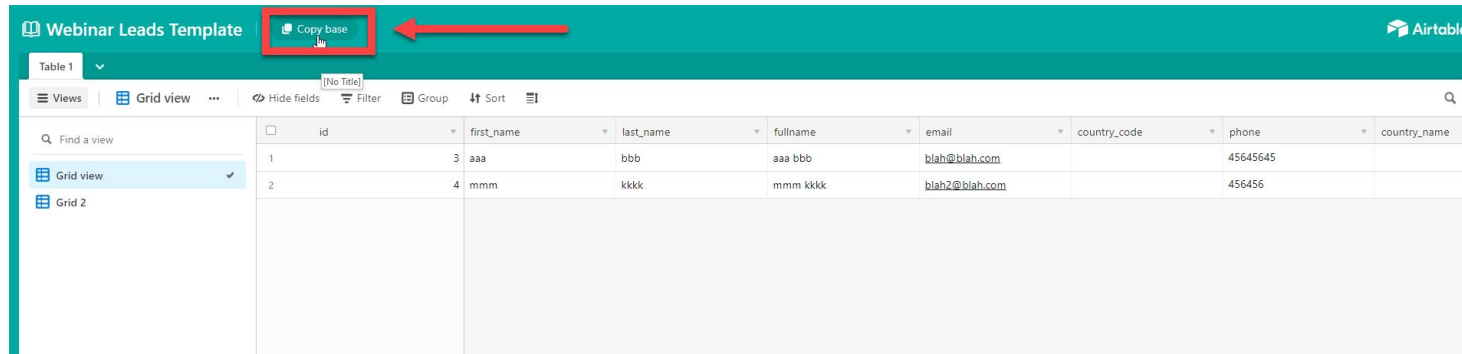 Webinar Leads Template Copy base Airtable
Table 1
[No Title]
Views Grid view ... Hide fields Filter Group Sort
Find a view
id first_name last_name fullname email country_code phone country_name
1 3 aaa bbb aaa bbb blah@blah.com 45645645
Grid view
2 4 mmm kkkk mmm kkkk blah2@blah.com 456456
Grid 2